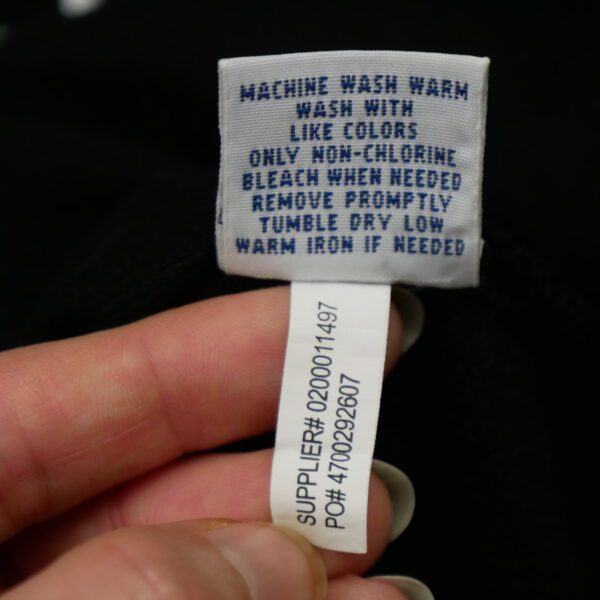 MACHINE WASH WARM
WASH WITH
LIKE COLORS
ONLY NON-CHLORINE
BLEACH WHEN NEEDED
REMOVE PROMPTLY
TUMBLE DRY LOW
WARM IRON IF NEEDED
SUPPLIER# 0200011497
PO# 4700292607